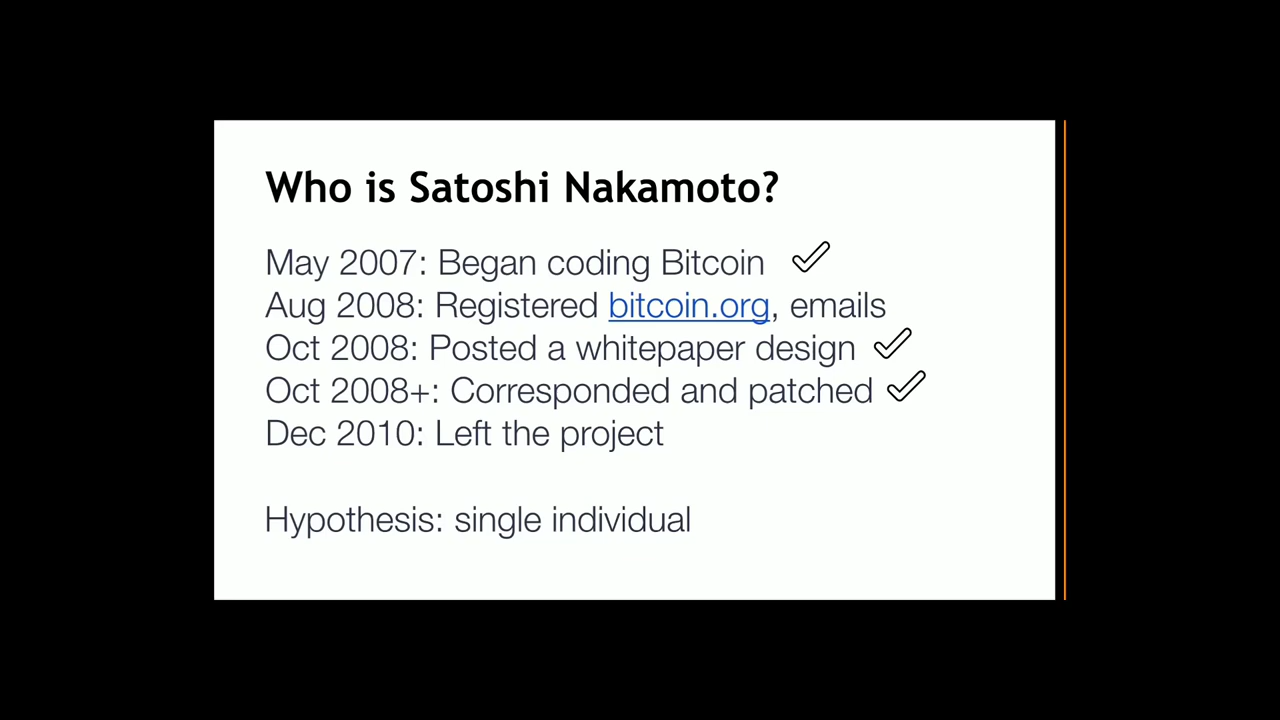 Who is Satoshi Nakamoto?
May 2007: Began coding Bitcoin ✓
Aug 2008: Registered bitcoin.org, emails
Oct 2008: Posted a whitepaper design ✓
Oct 2008+: Corresponded and patched ✓
Dec 2010: Left the project
Hypothesis: single individual